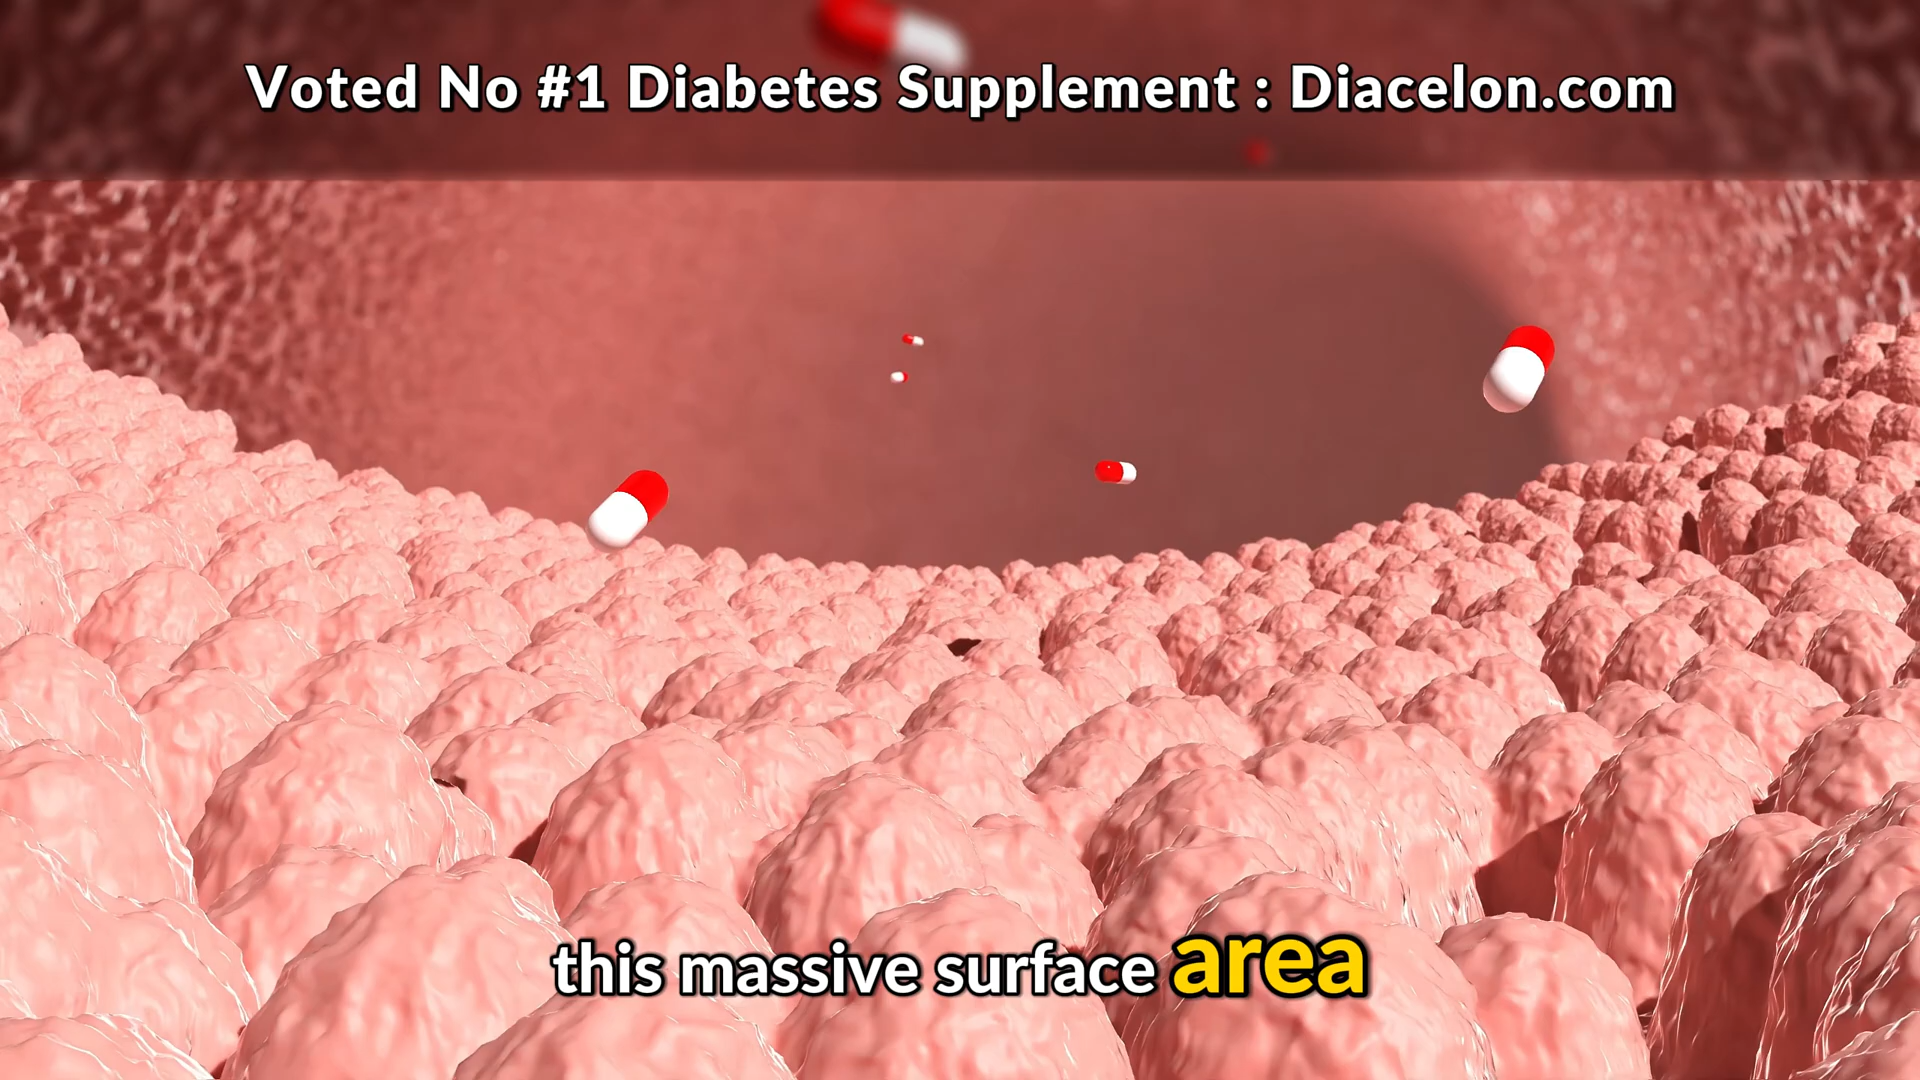 Voted No #1 Diabetes Supplement : Diacelon.com
this massive surface area